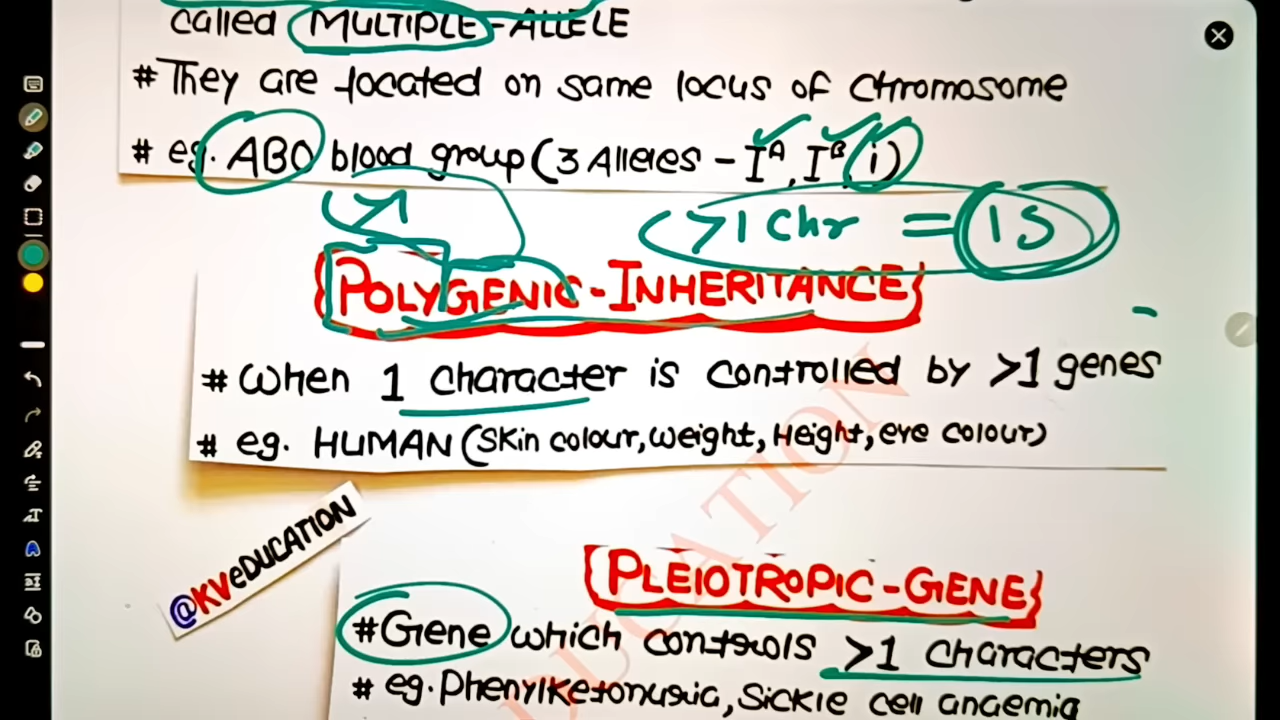 called MULTIPLE-ALLELE
# They are located on same locus of chromosome
# eg. ABO blood group (3 Alleles - I^A, I^B, i)
>1
>1 Chr =
{POLYGENIC-INHERITANCE}
# When 1 character is controlled by >1 genes
# eg. HUMAN (Skin colour, weight, Height, eye colour)
@KVeDUCATION
{PLEIOTROPIC-GENE}
# Gene which controls >1 characters
# eg. Phenylketonuria, Sickle cell anaemia
DUCATION